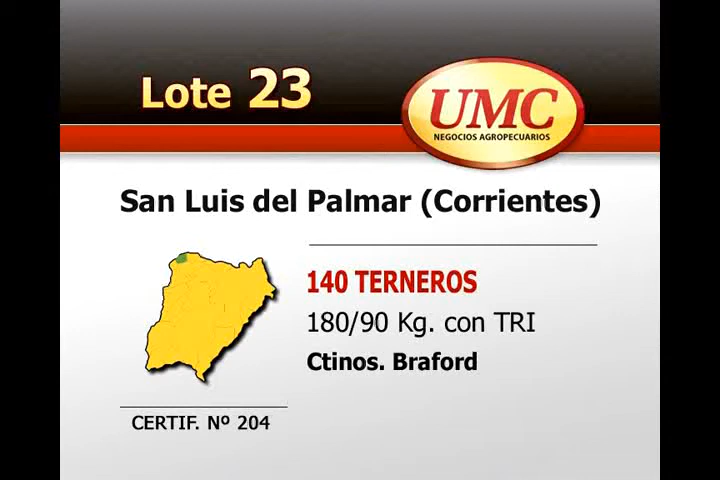 Lote 23
UMC
NEGOCIOS AGROPECUARIOS
San Luis del Palmar (Corrientes)
140 TERNEROS
180/90 Kg. con TRI
Ctinos. Braford
CERTIF. Nº 204